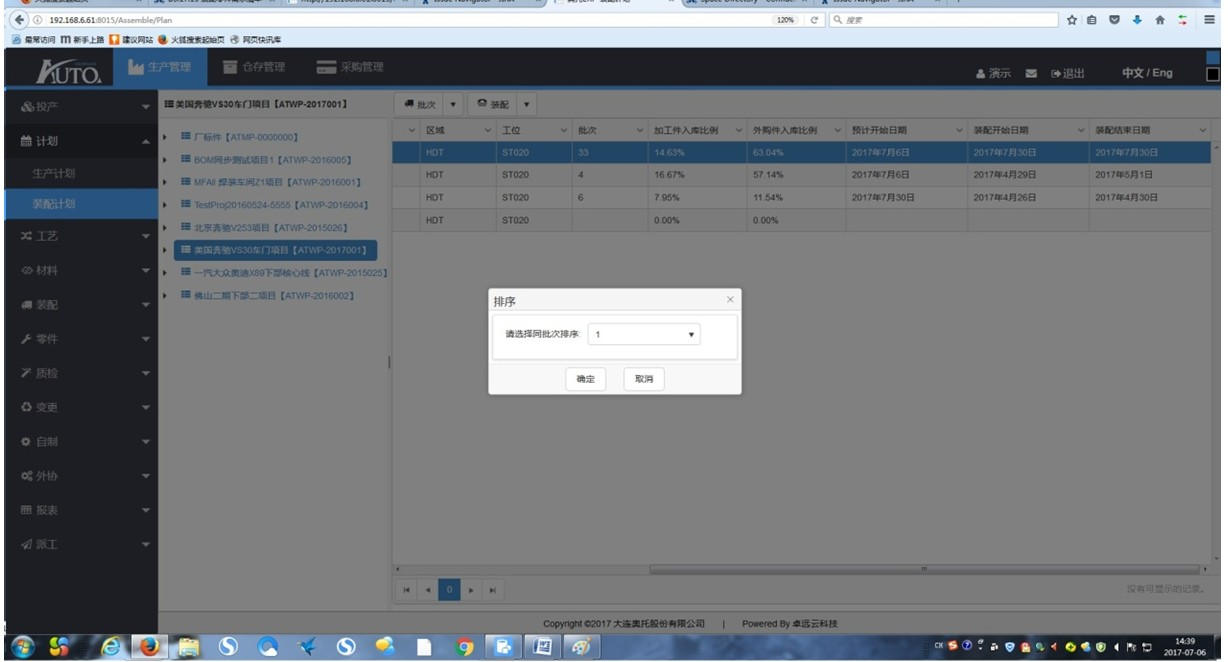 192.168.6.61:8015/Assemble/Plan
120%
搜索
最常访问 新手上路 建议网站 火狐搜索起始页 网页快讯库
AUTO.
生产管理
仓存管理
采购管理
演示
退出
中文 / Eng
投产
计划
生产计划
装配计划
工艺
材料
装配
零件
质检
变更
自制
外协
报表
派工
美国奔驰VS30车门项目【ATWP-2017001】
厂标件【ATMP-0000000】
BOM同步测试项目1【ATWP-2016005】
MFAII 焊装车间Z1项目【ATWP-2016001】
TestProj20160524-5555【ATWP-2016004】
北京奔驰V253项目【ATWP-2015026】
美国奔驰VS30车门项目【ATWP-2017001】
一汽大众奥迪X89下部核心线【ATWP-2015025】
佛山二期下部二项目【ATWP-2016002】
批次
装配
区域 工位 批次 加工件入库比例 外购件入库比例 预计开始日期 装配开始日期 装配结束日期
HDT ST020 33 14.63% 63.04% 2017年7月6日 2017年7月30日 2017年7月30日
HDT ST020 4 16.67% 57.14% 2017年7月6日 2017年4月29日 2017年5月1日
HDT ST020 6 7.95% 11.54% 2017年7月30日 2017年4月26日 2017年4月30日
HDT ST020 0.00% 0.00%
排序
请选择同批次排序: 1
确定
取消
0
没有可显示的记录。
Copyright ©2017 大连奥托股份有限公司 | Powered By 卓远云科技
CH
14:39
2017-07-06